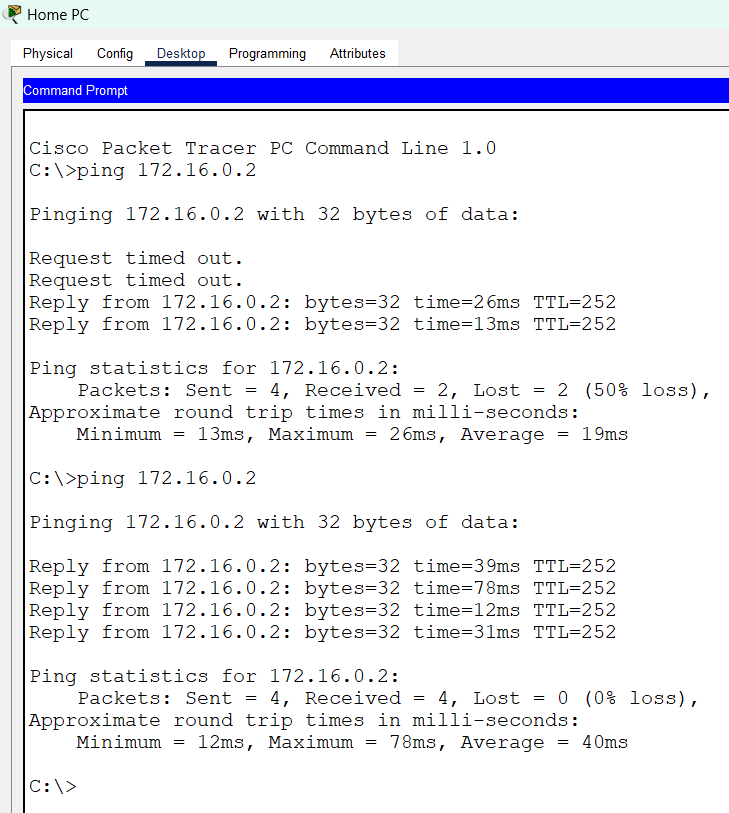 Home PC
Physical Config Desktop Programming Attributes
Command Prompt
Cisco Packet Tracer PC Command Line 1.0
C:\>ping 172.16.0.2
Pinging 172.16.0.2 with 32 bytes of data:
Request timed out.
Request timed out.
Reply from 172.16.0.2: bytes=32 time=26ms TTL=252
Reply from 172.16.0.2: bytes=32 time=13ms TTL=252
Ping statistics for 172.16.0.2:
Packets: Sent = 4, Received = 2, Lost = 2 (50% loss),
Approximate round trip times in milli-seconds:
Minimum = 13ms, Maximum = 26ms, Average = 19ms
C:\>ping 172.16.0.2
Pinging 172.16.0.2 with 32 bytes of data:
Reply from 172.16.0.2: bytes=32 time=39ms TTL=252
Reply from 172.16.0.2: bytes=32 time=78ms TTL=252
Reply from 172.16.0.2: bytes=32 time=12ms TTL=252
Reply from 172.16.0.2: bytes=32 time=31ms TTL=252
Ping statistics for 172.16.0.2:
Packets: Sent = 4, Received = 4, Lost = 0 (0% loss),
Approximate round trip times in milli-seconds:
Minimum = 12ms, Maximum = 78ms, Average = 40ms
C:\>